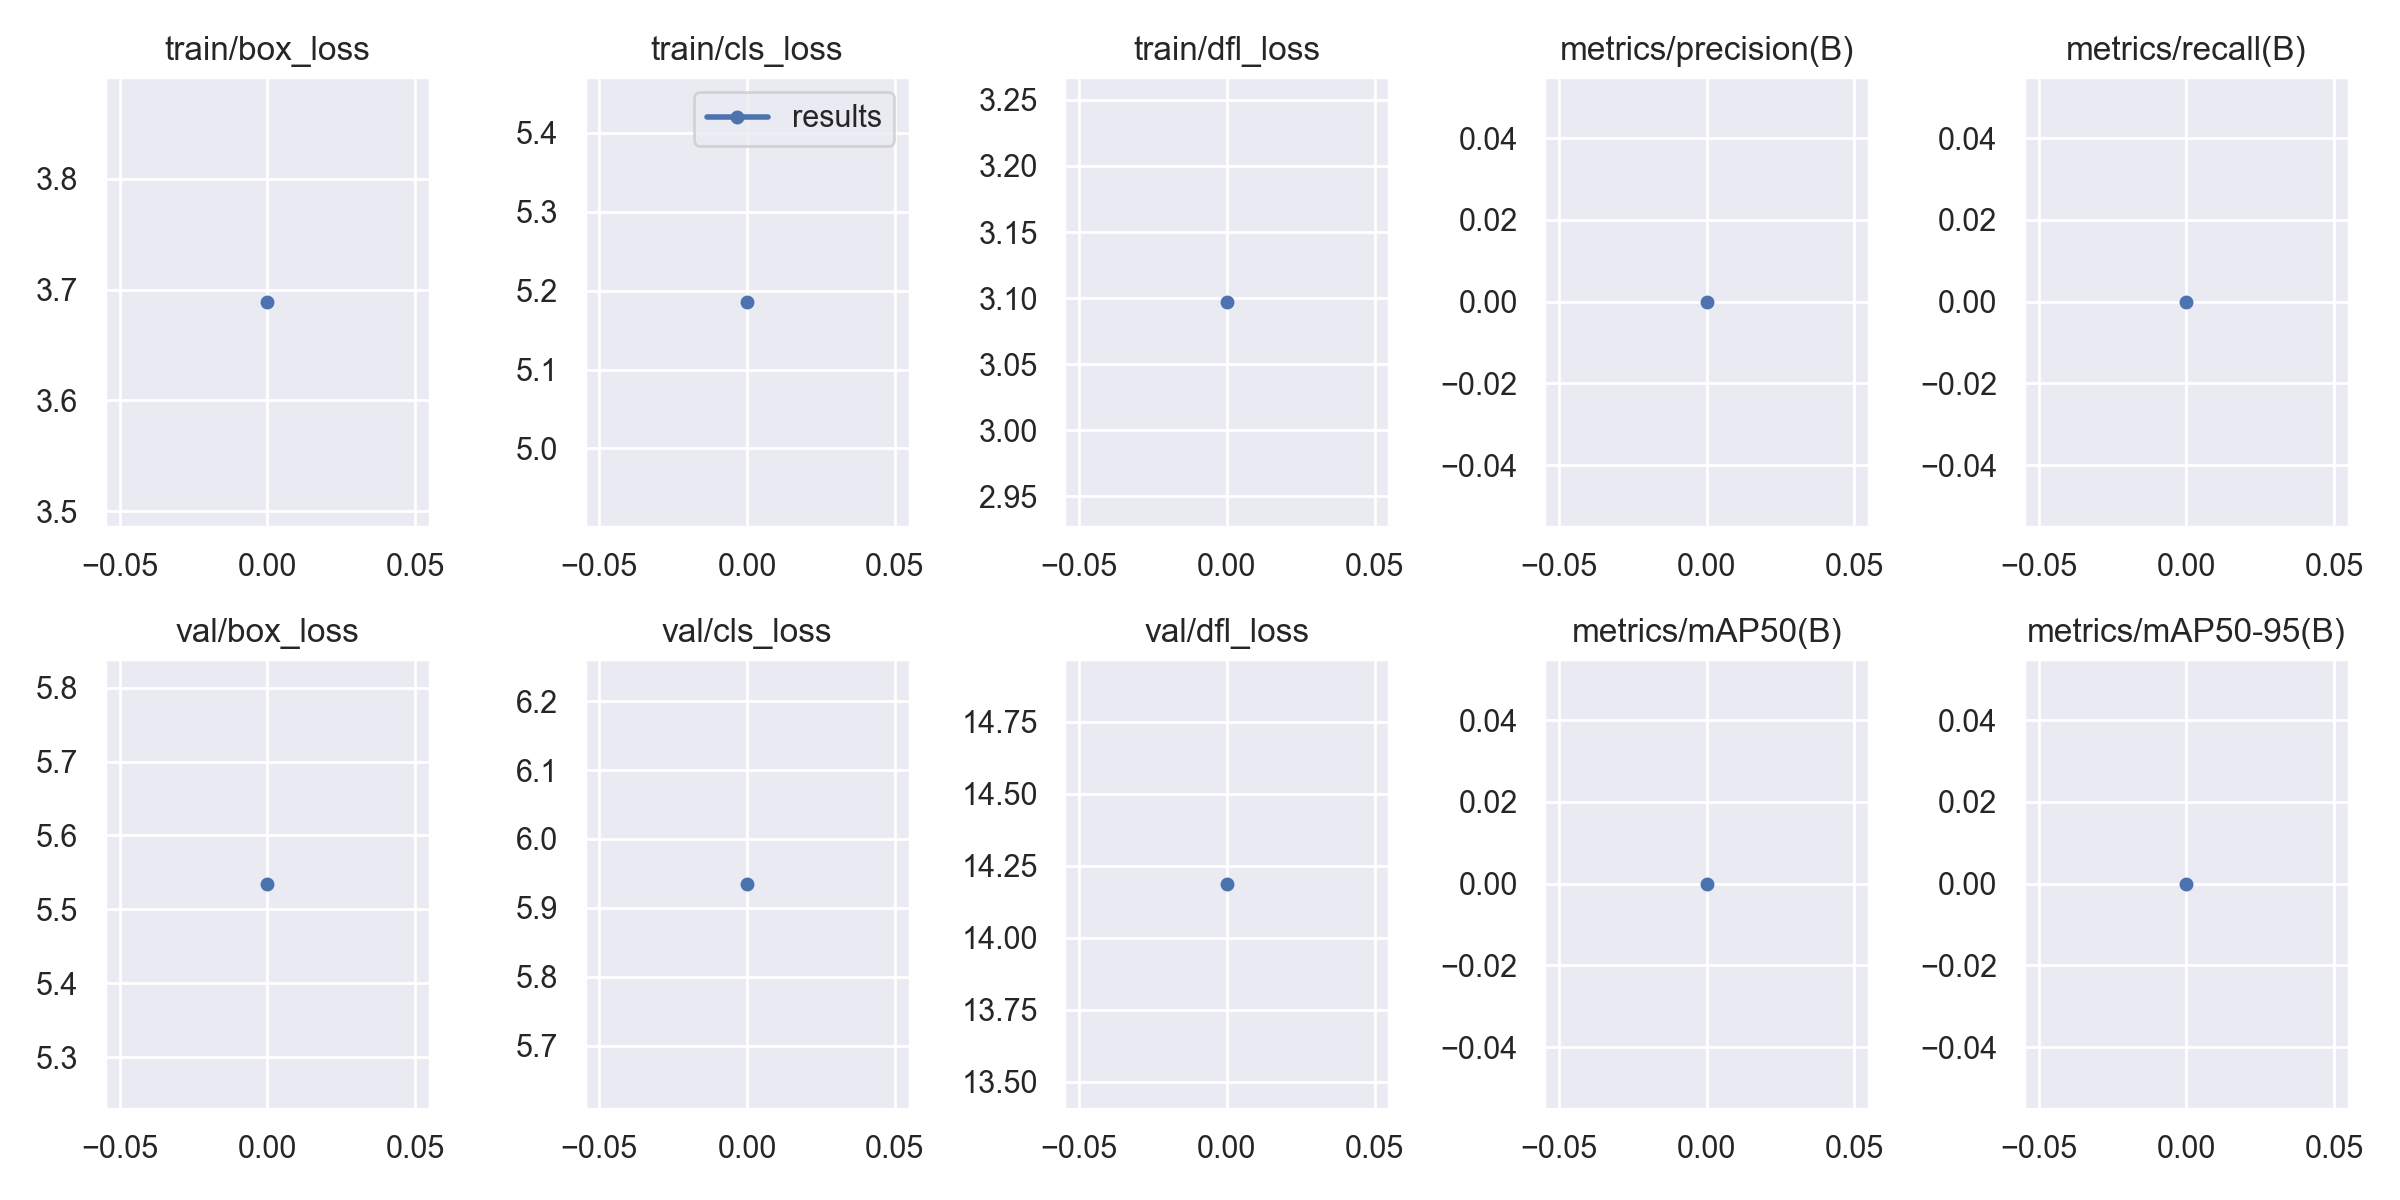 train/box_loss
3.8
3.7
3.6
3.5
−0.05 0.00 0.05
train/cls_loss
results
5.4
5.3
5.2
5.1
5.0
−0.05 0.00 0.05
train/dfl_loss
3.25
3.20
3.15
3.10
3.05
3.00
2.95
−0.05 0.00 0.05
metrics/precision(B)
0.04
0.02
0.00
−0.02
−0.04
−0.05 0.00 0.05
metrics/recall(B)
0.04
0.02
0.00
−0.02
−0.04
−0.05 0.00 0.05
val/box_loss
5.8
5.7
5.6
5.5
5.4
5.3
−0.05 0.00 0.05
val/cls_loss
6.2
6.1
6.0
5.9
5.8
5.7
−0.05 0.00 0.05
val/dfl_loss
14.75
14.50
14.25
14.00
13.75
13.50
−0.05 0.00 0.05
metrics/mAP50(B)
0.04
0.02
0.00
−0.02
−0.04
−0.05 0.00 0.05
metrics/mAP50-95(B)
0.04
0.02
0.00
−0.02
−0.04
−0.05 0.00 0.05